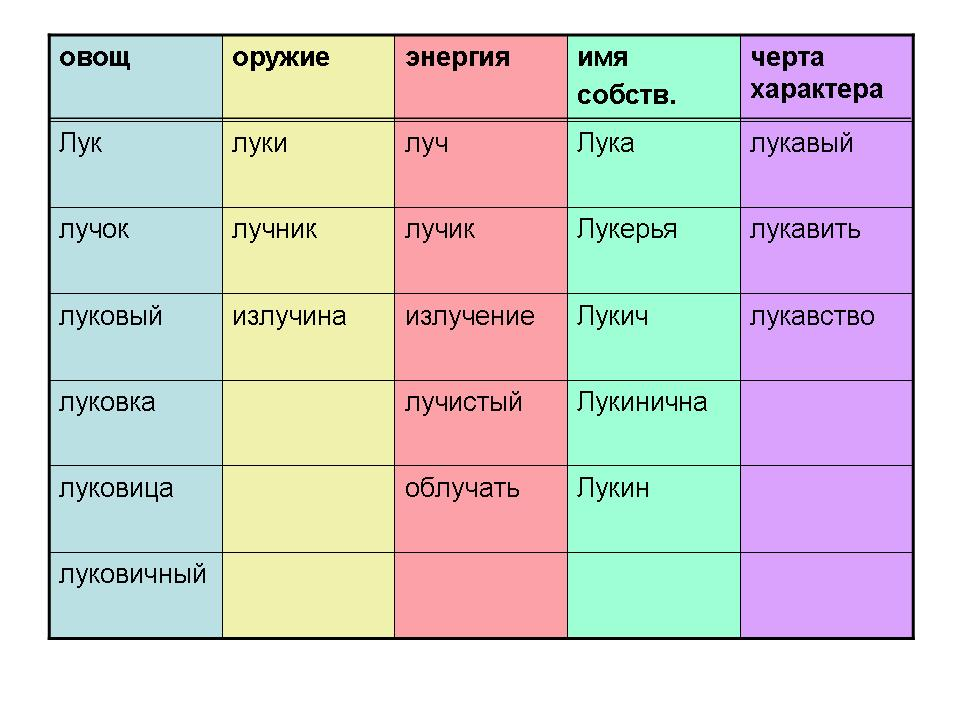 овощ оружие энергия имя собств. черта характера
Лук луки луч Лука лукавый
лучок лучник лучик Лукерья лукавить
луковый излучина излучение Лукич лукавство
луковка лучистый Лукинична
луковица облучать Лукин
луковичный